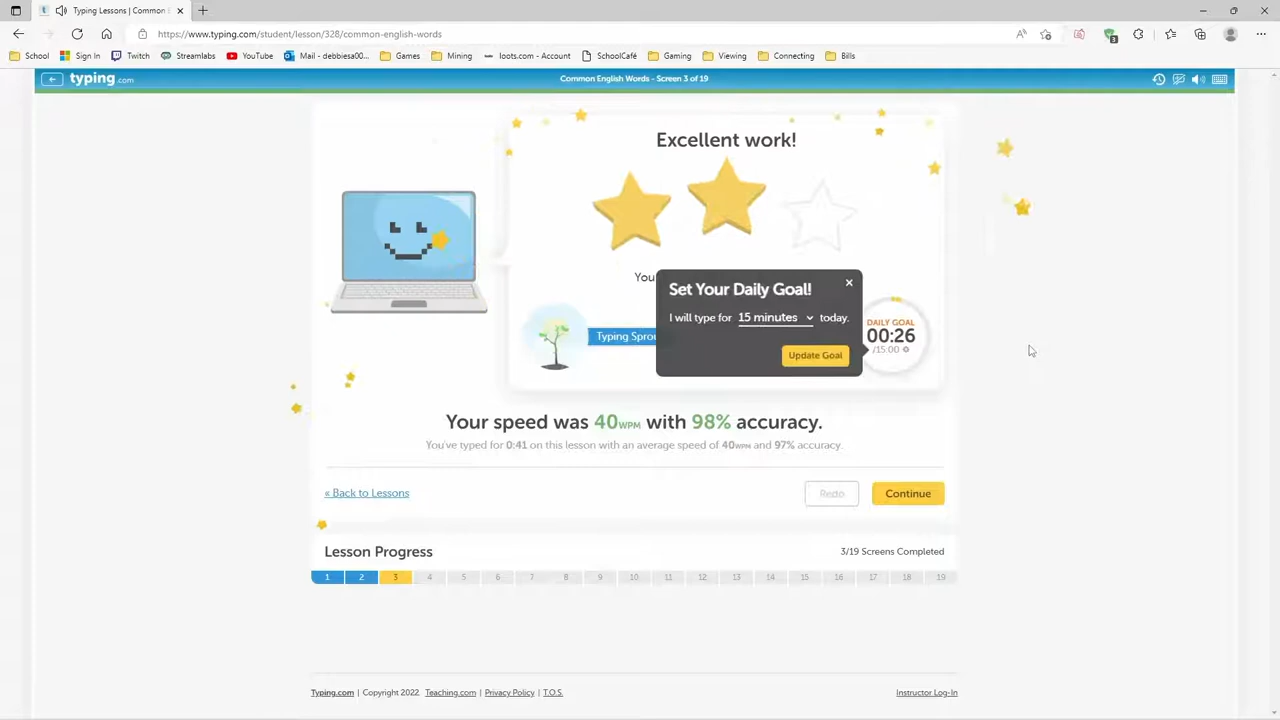 Typing Lessons | Common E
https://www.typing.com/student/lesson/328/common-english-words
School
Sign In
Twitch
Streamlabs
YouTube
Mail - debbiesa00...
Games
Mining
loots.com - Account
SchoolCafé
Gaming
Viewing
Connecting
Bills
3
typing.com
Common English Words - Screen 3 of 19
Excellent work!
You
Set Your Daily Goal!
I will type for 15 minutes today.
Update Goal
Typing Sprou
DAILY GOAL
00:26
/15:00
Your speed was 40WPM with 98% accuracy.
You've typed for 0:41 on this lesson with an average speed of 40WPM and 97% accuracy.
« Back to Lessons
Redo
Continue
Lesson Progress
3/19 Screens Completed
1 2 3 4 5 6 7 8 9 10 11 12 13 14 15 16 17 18 19
Typing.com | Copyright 2022. Teaching.com | Privacy Policy | T.O.S.
Instructor Log-In